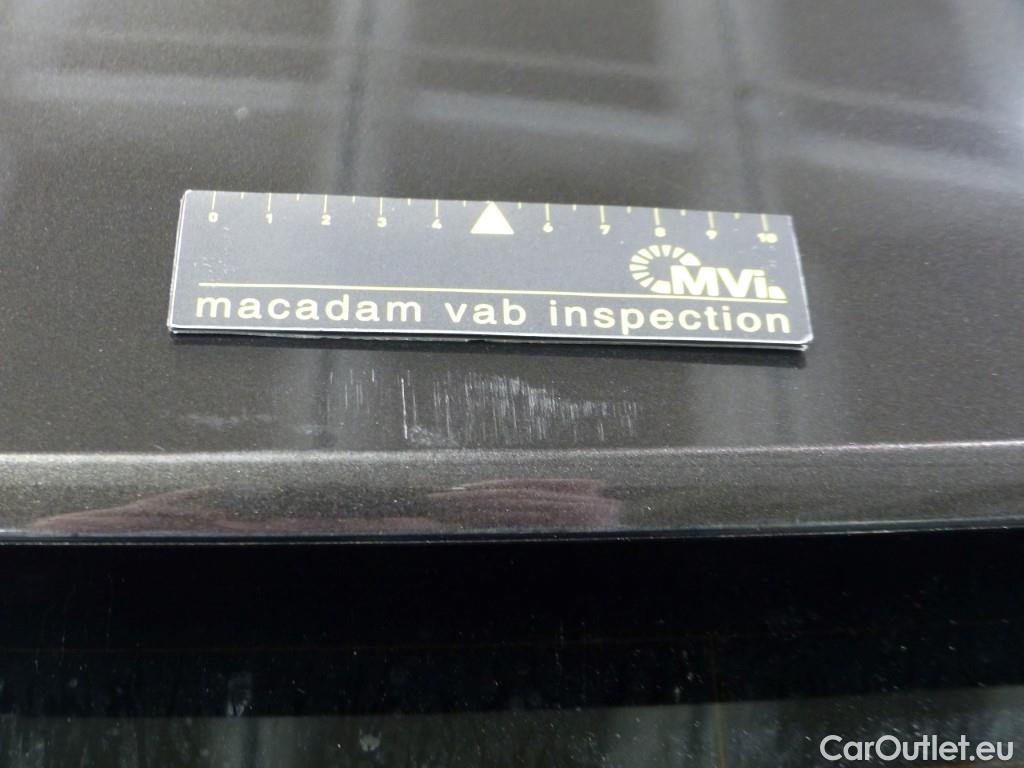 0 1 2 3 4 6 7 8 9 10
MVi
macadam vab inspection
CarOutlet.eu